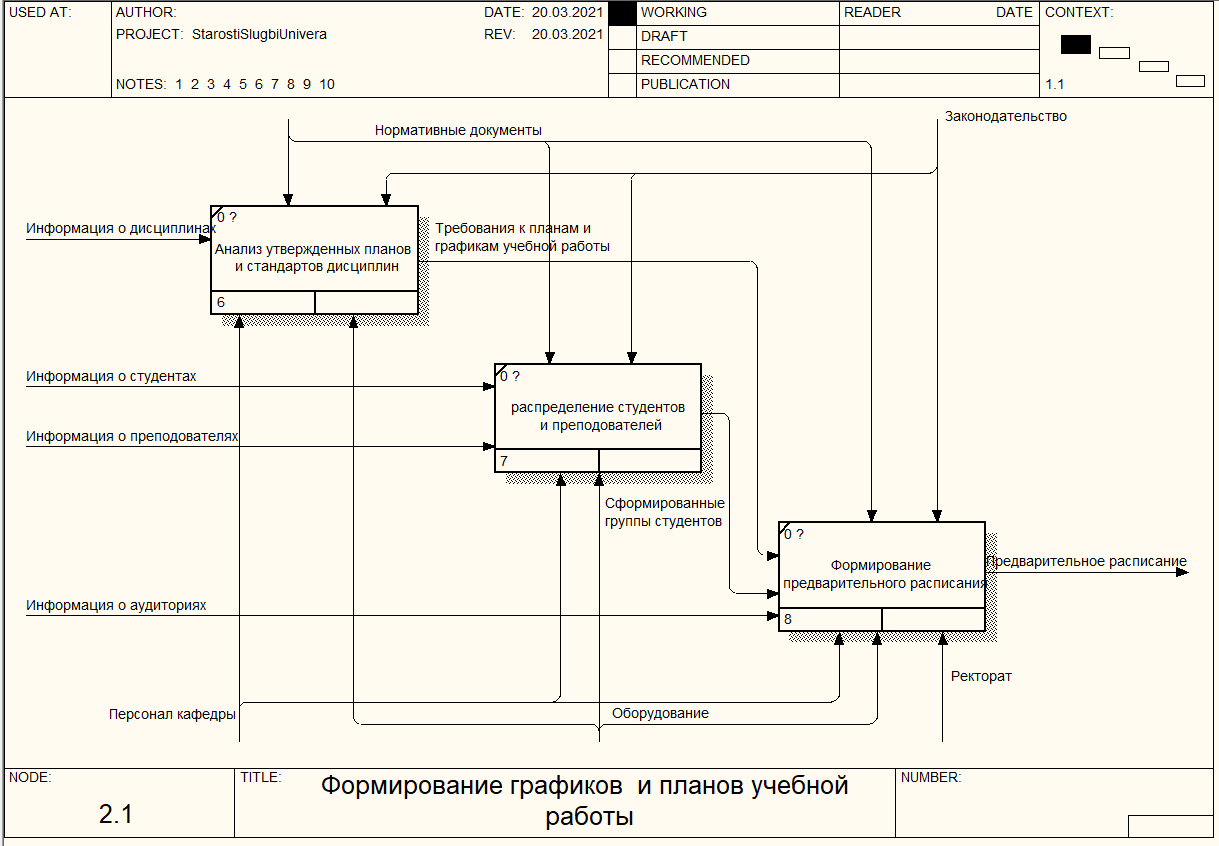 USED AT:
AUTHOR:
DATE: 20.03.2021
WORKING
READER
DATE
CONTEXT:
PROJECT: StarostiSlugbiUnivera
REV: 20.03.2021
DRAFT
RECOMMENDED
NOTES: 1 2 3 4 5 6 7 8 9 10
PUBLICATION
1.1
Законодательство
Нормативные документы
0 ?
Информация о дисциплинах
Анализ утвержденных планов
и стандартов дисциплин
6
Требования к планам и
графикам учебной работы
Информация о студентах
0 ?
распределение студентов
и преподователей
7
Информация о преподователях
Сформированные
группы студентов
0 ?
Формирование
предварительного расписания
8
Предварительное расписание
Информация о аудиториях
Ректорат
Персонал кафедры
Оборудование
NODE:
2.1
TITLE:
Формирование графиков и планов учебной
работы
NUMBER: